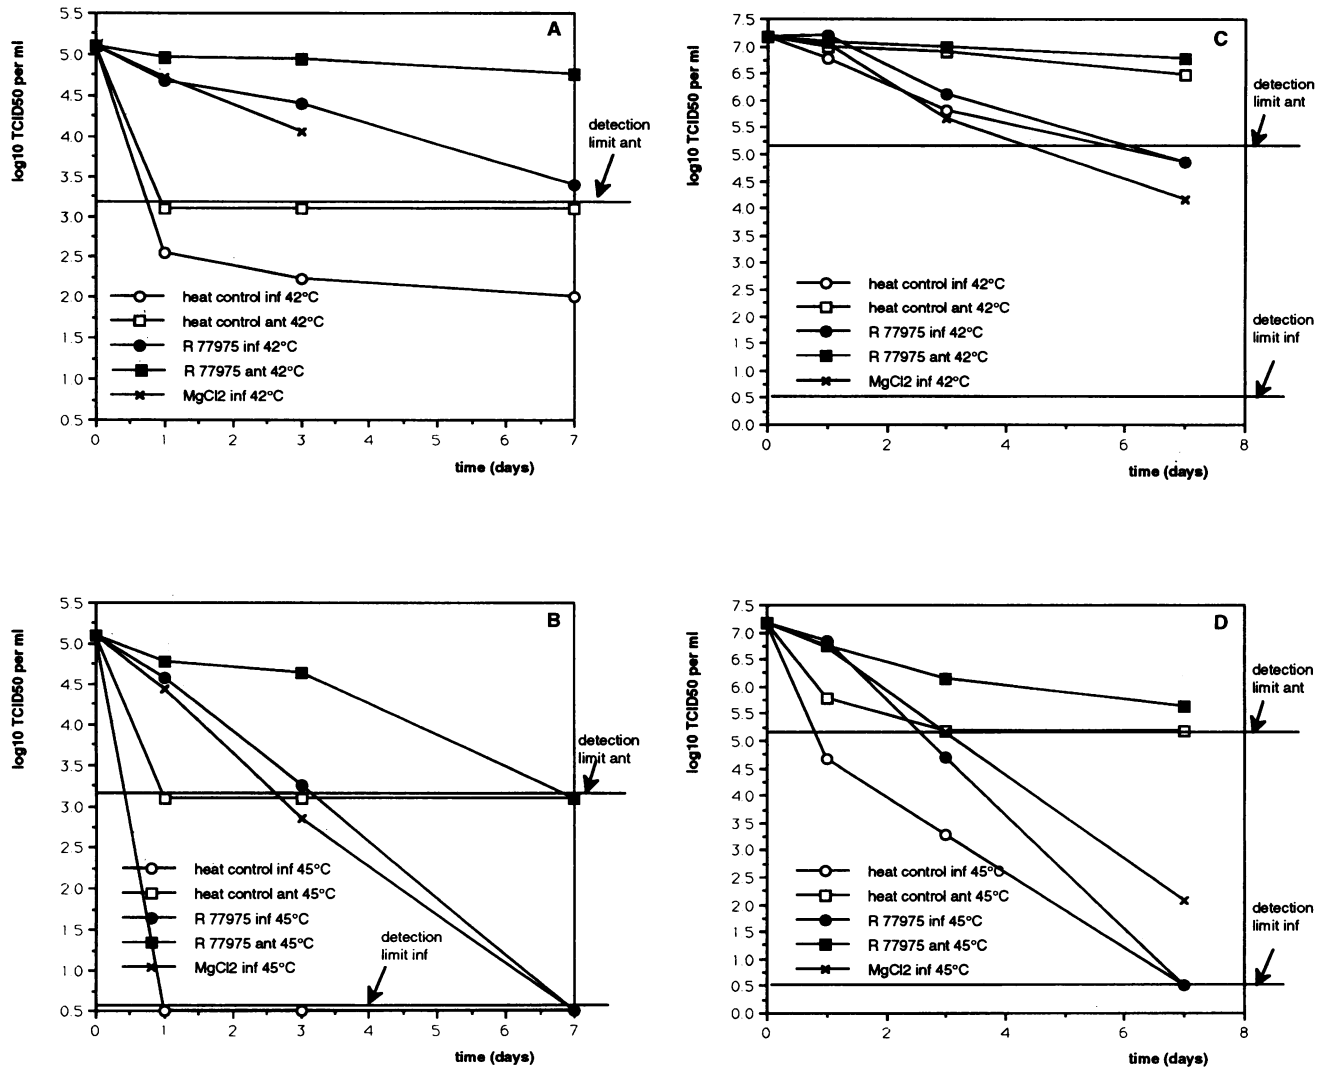 A
log10 TCID50 per ml
5.5
5.0
4.5
4.0
3.5
3.0
2.5
2.0
1.5
1 0
0.5
0 1 2 3 4 5 6 7
time (days)
detection
limit ant
heat control inf 42°C
heat control ant 42°C
R 77975 inf 42°C
R 77975 ant 42°C
MgCl2 inf 42°C
C
log10 TCID50 per ml
7.5
7.0
6.5
6.0
5.5
5.0
4.5
4.0
3.5
3.0
2.5
2 0
1.5
1.0
0.5
0.0
0 2 4 6 8
time (days)
detection
limit ant
detection
limit inf
heat control inf 42°C
heat control ant 42°C
R 77975 inf 42°C
R 77975 ant 42°C
MgCl2 inf 42°C
B
log10 TCID50 per ml
5.5
5.0
4.5
4.0
3.5
3.0
2.5
2.0
1.5
1 0
0.5
0 1 2 3 4 5 6 7
time (days)
detection
limit ant
detection
limit inf
heat control inf 45°C
heat control ant 45°C
R 77975 inf 45°C
R 77975 ant 45°C
MgCl2 inf 45°C
D
log10 TCID50 per ml
7.5
7.0
6.5
6.0
5.5
5.0
4.5
4.0
3 5
3.0
2.5
2.0
1 5
1 0
0.5
0.0
0 2 4 6 8
time (days)
detection
limit ant
detection
limit inf
heat control inf 45°C
heat control ant 45°C
R 77975 inf 45°C
R 77975 ant 45°C
MgCl2 inf 45°C